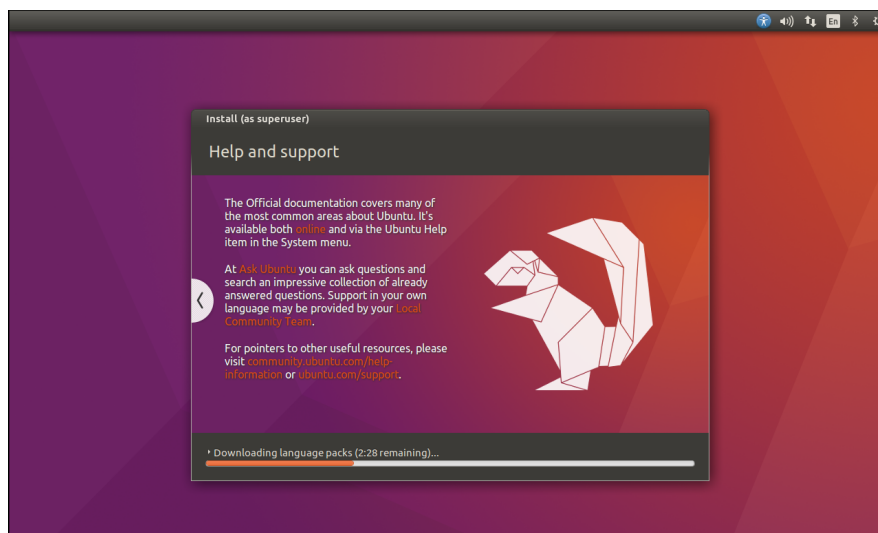 En
Install (as superuser)
Help and support
The Official documentation covers many of
the most common areas about Ubuntu. It's
available both online and via the Ubuntu Help
item in the System menu.
At Ask Ubuntu you can ask questions and
search an impressive collection of already
answered questions. Support in your own
language may be provided by your Local
Community Team.
For pointers to other useful resources, please
visit community.ubuntu.com/help-
information or ubuntu.com/support.
Downloading language packs (2:28 remaining)...